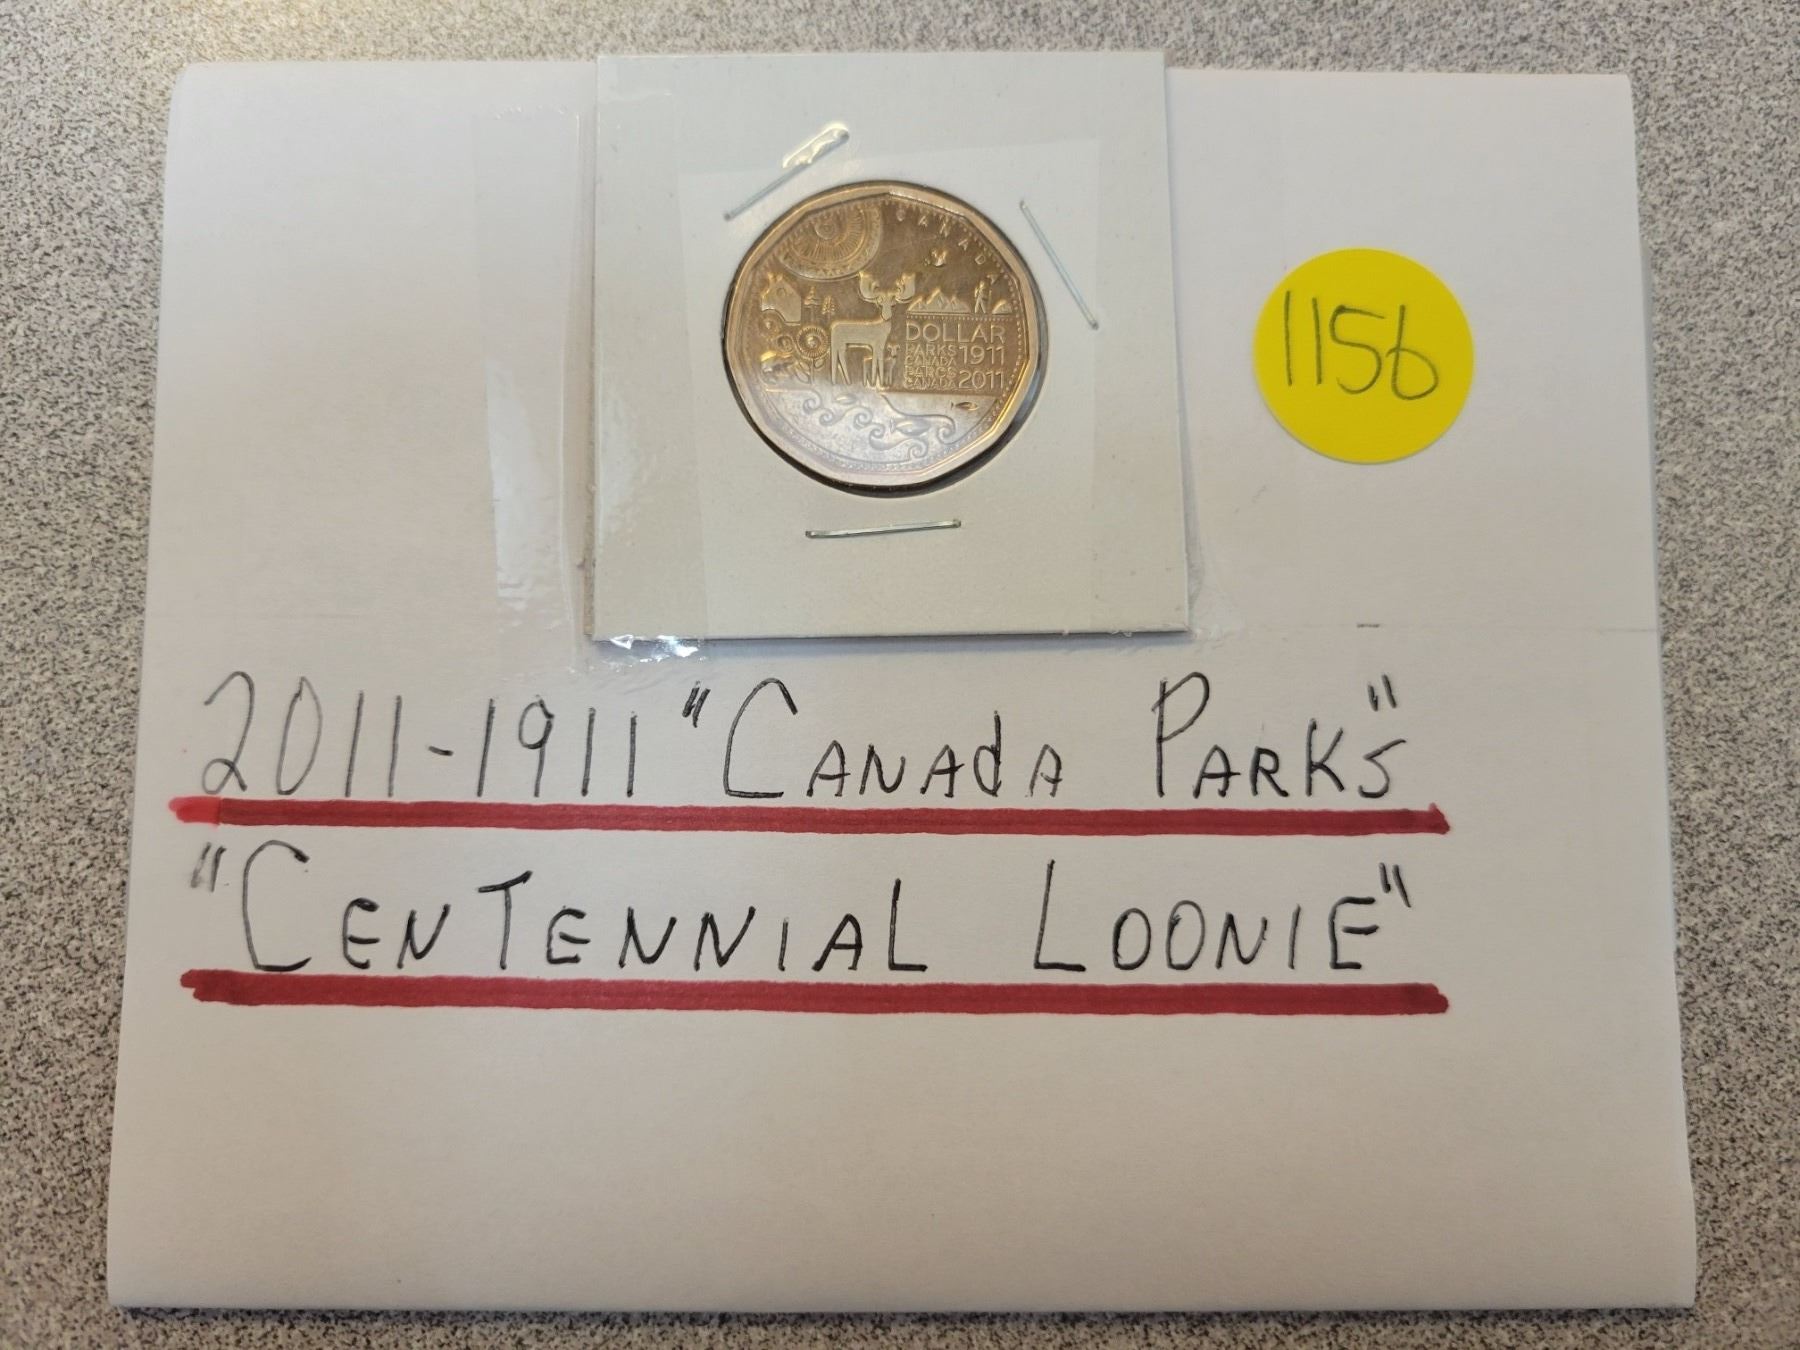 CANADA
DOLLAR
PARKS 1911
CANADA
PARCS
CANADA 2011
1156
2011-1911 "CANAdA PARKS"
"CENTENNIAL LOONIE"